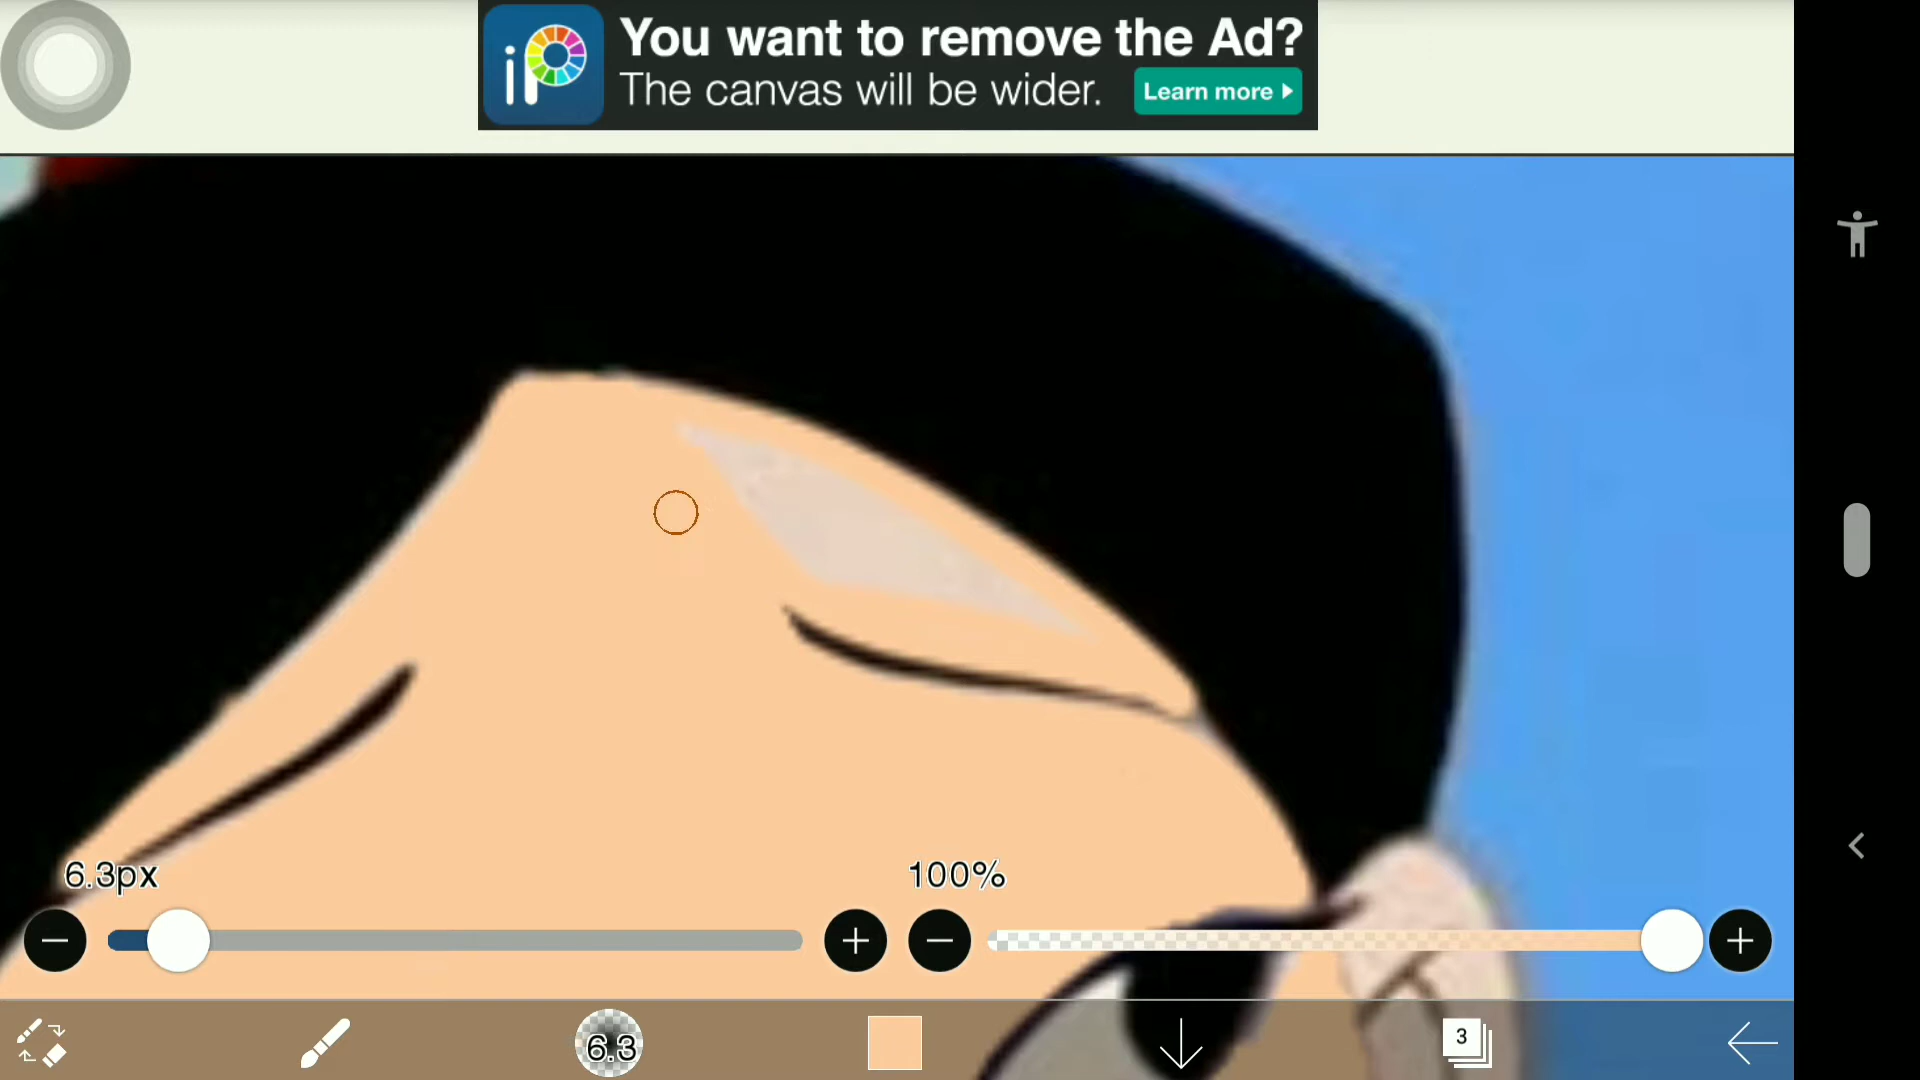 iP
You want to remove the Ad?
The canvas will be wider.
Learn more
6.3px
100%
6.3
3